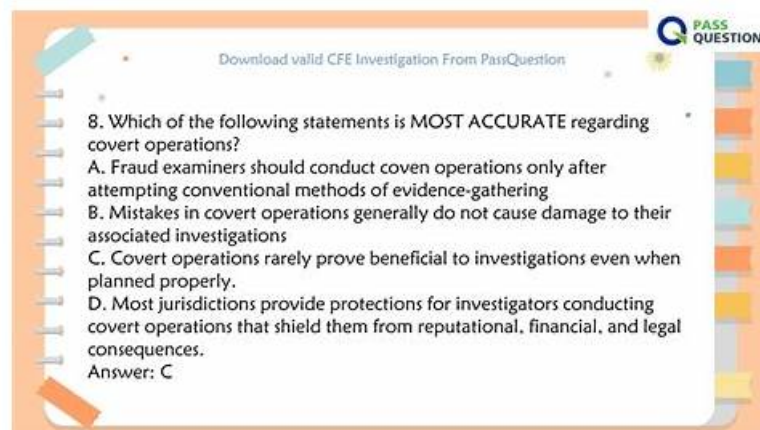 PASS
QUESTION
Download valid CFE Investigation From PassQuestion
8. Which of the following statements is MOST ACCURATE regarding
covert operations?
A. Fraud examiners should conduct coven operations only after
attempting conventional methods of evidence-gathering
B. Mistakes in covert operations generally do not cause damage to their
associated investigations
C. Covert operations rarely prove beneficial to investigations even when
planned properly.
D. Most jurisdictions provide protections for investigators conducting
covert operations that shield them from reputational, financial, and legal
consequences.
Answer: C